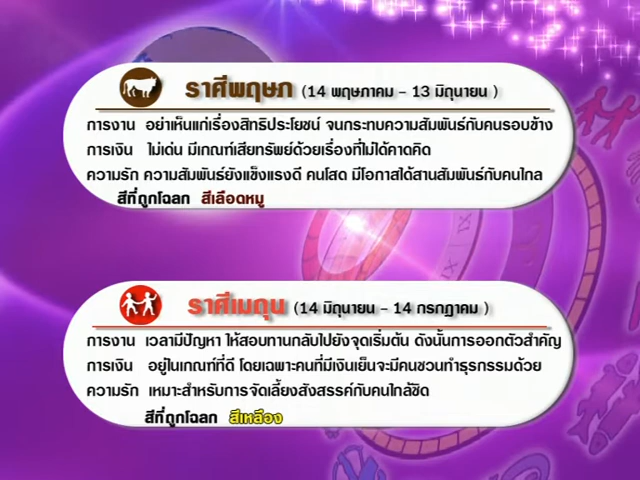 ราศีพฤษภ (14 พฤษภาคม – 13 มิถุนายน )
การงาน อย่าเห็นแก่เรื่องสิทธิประโยชน์ จนกระทบความสัมพันธ์กับคนรอบข้าง
การเงิน ไม่เด่น มีเกณฑ์เสียทรัพย์ด้วยเรื่องที่ไม่ได้คาดคิด
ความรัก ความสัมพันธ์ยังแข็งแรงดี คนโสด มีโอกาสได้สานสัมพันธ์กับคนไกล
สีที่ถูกโฉลก สีเลือดหมู
ราศีเมถุน (14 มิถุนายน – 14 กรกฎาคม )
การงาน เวลามีปัญหา ให้สอบทานกลับไปยังจุดเริ่มต้น ดังนั้นการออกตัวสำคัญ
การเงิน อยู่ในเกณฑ์ที่ดี โดยเฉพาะคนที่มีเงินเย็นจะมีคนชวนทำธุรกรรมด้วย
ความรัก เหมาะสำหรับการจัดเลี้ยงสังสรรค์กับคนใกล้ชิด
สีที่ถูกโฉลก สีเหลือง